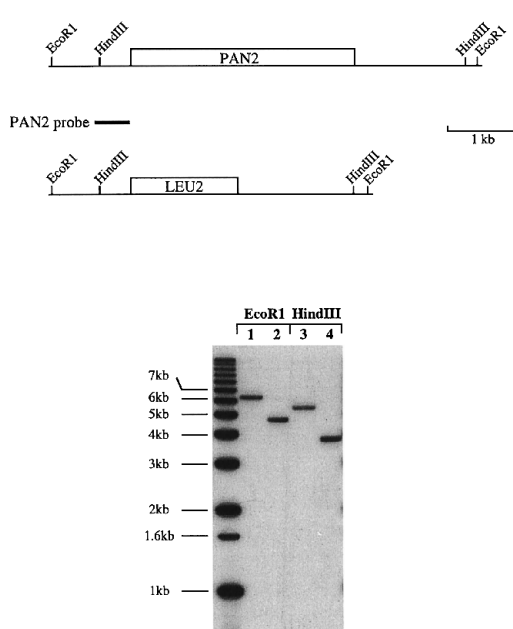 EcoR1 HindIII HindIII EcoR1
PAN2
PAN2 probe
1 kb
EcoR1 HindIII HindIII EcoR1
LEU2
EcoR1 HindIII
1 2 3 4
7kb
6kb
5kb
4kb
3kb
2kb
1.6kb
1kb